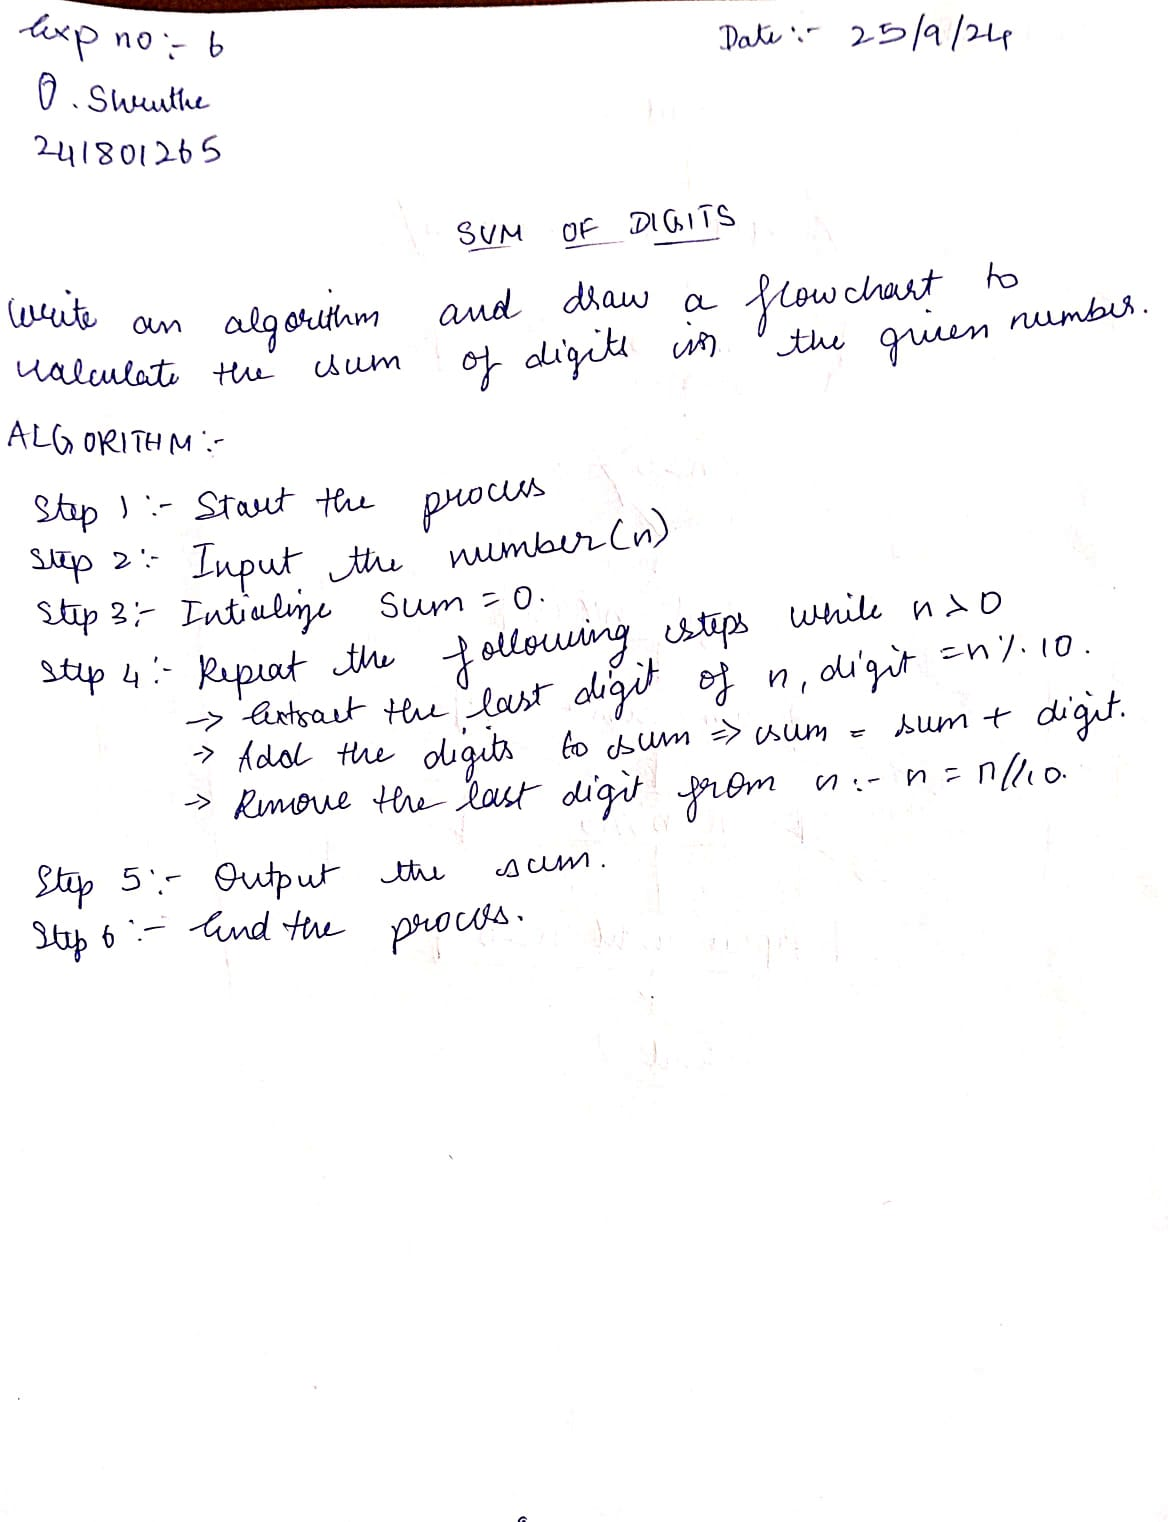 Exp no :- 6
Date :- 25/9/24
O. Shruthe
241801265
SUM OF DIGITS
Write an algorithm and draw a flowchart to
calculate the sum of digits in the given number.
ALGORITHM :-
Step 1 :- Start the process
Step 2 :- Input the number (n)
Step 3 :- Intialize Sum = 0.
Step 4 :- Repeat the following steps while n > 0
→ Extract the last digit of n, digit = n % 10.
→ Add the digits to sum ⇒ sum = sum + digit.
→ Remove the last digit from n :- n = n//10.
Step 5 :- Output the sum.
Step 6 :- End the process.